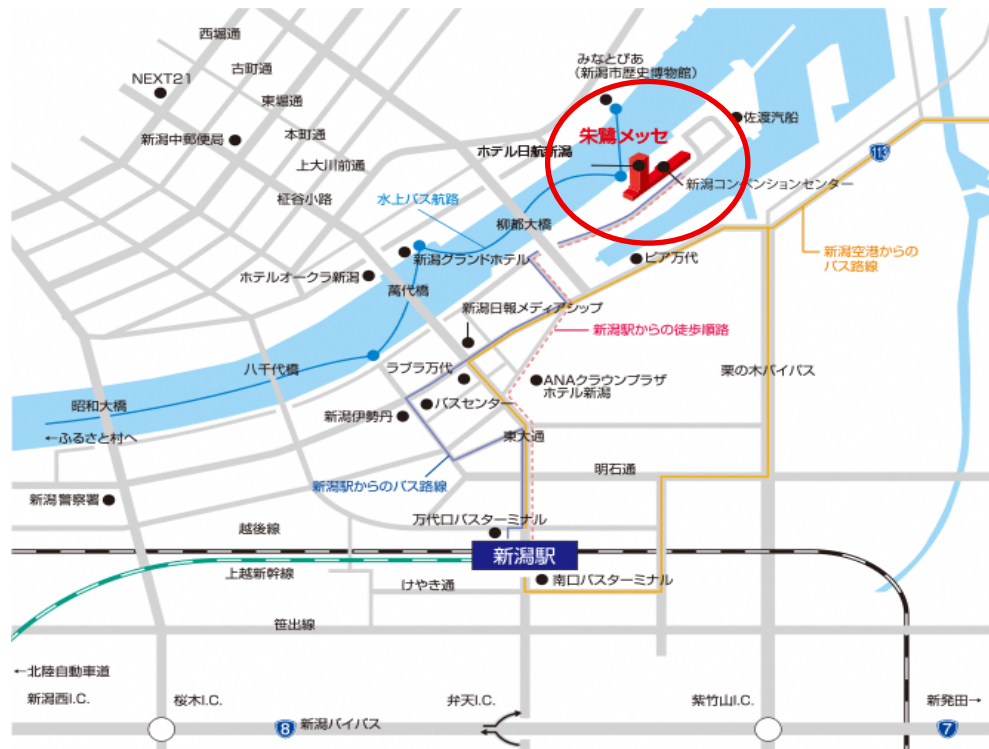 西堀通
NEXT21
古町通
みなとぴあ
(新潟市歴史博物館)
東堀通
佐渡汽船
新潟中郵便局
本町通
朱鷺メッセ
ホテル日航新潟
113
上大川前通
新潟コンベンションセンター
柾谷小路
水上バス航路
柳都大橋
新潟グランドホテル
ピア万代
新潟空港からの
バス路線
ホテルオークラ新潟
萬代橋
新潟日報メディアシップ
新潟駅からの徒歩順路
八千代橋
ラブラ万代
ANAクラウンプラザ
ホテル新潟
栗の木バイパス
昭和大橋
新潟伊勢丹
バスセンター
←ふるさと村へ
東大通
新潟駅からのバス路線
明石通
新潟警察署
万代口バスターミナル
越後線
新潟駅
上越新幹線
けやき通
南口バスターミナル
笹出線
←北陸自動車道
新潟西I.C.
桜木I.C.
弁天I.C.
紫竹山I.C.
新発田→
8
新潟バイパス
7